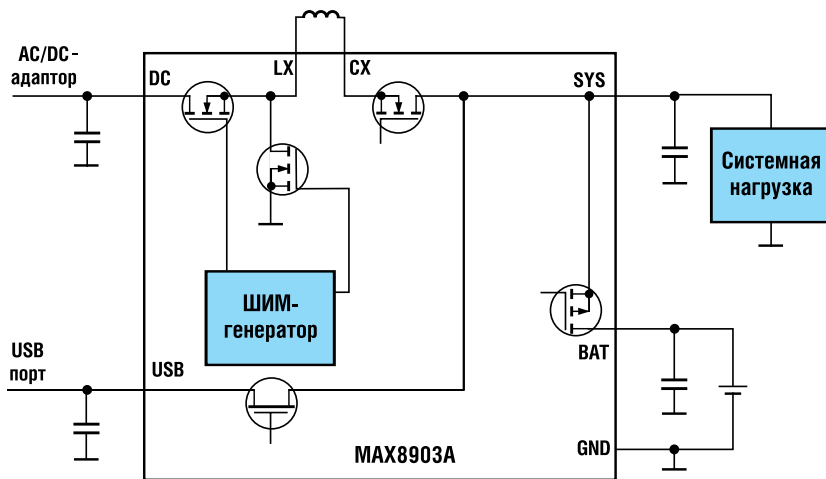 AC/DC-
адаптор
DC
LX
CX
SYS
Системная
нагрузка
ШИМ-
генератор
USB
порт
USB
BAT
GND
MAX8903A